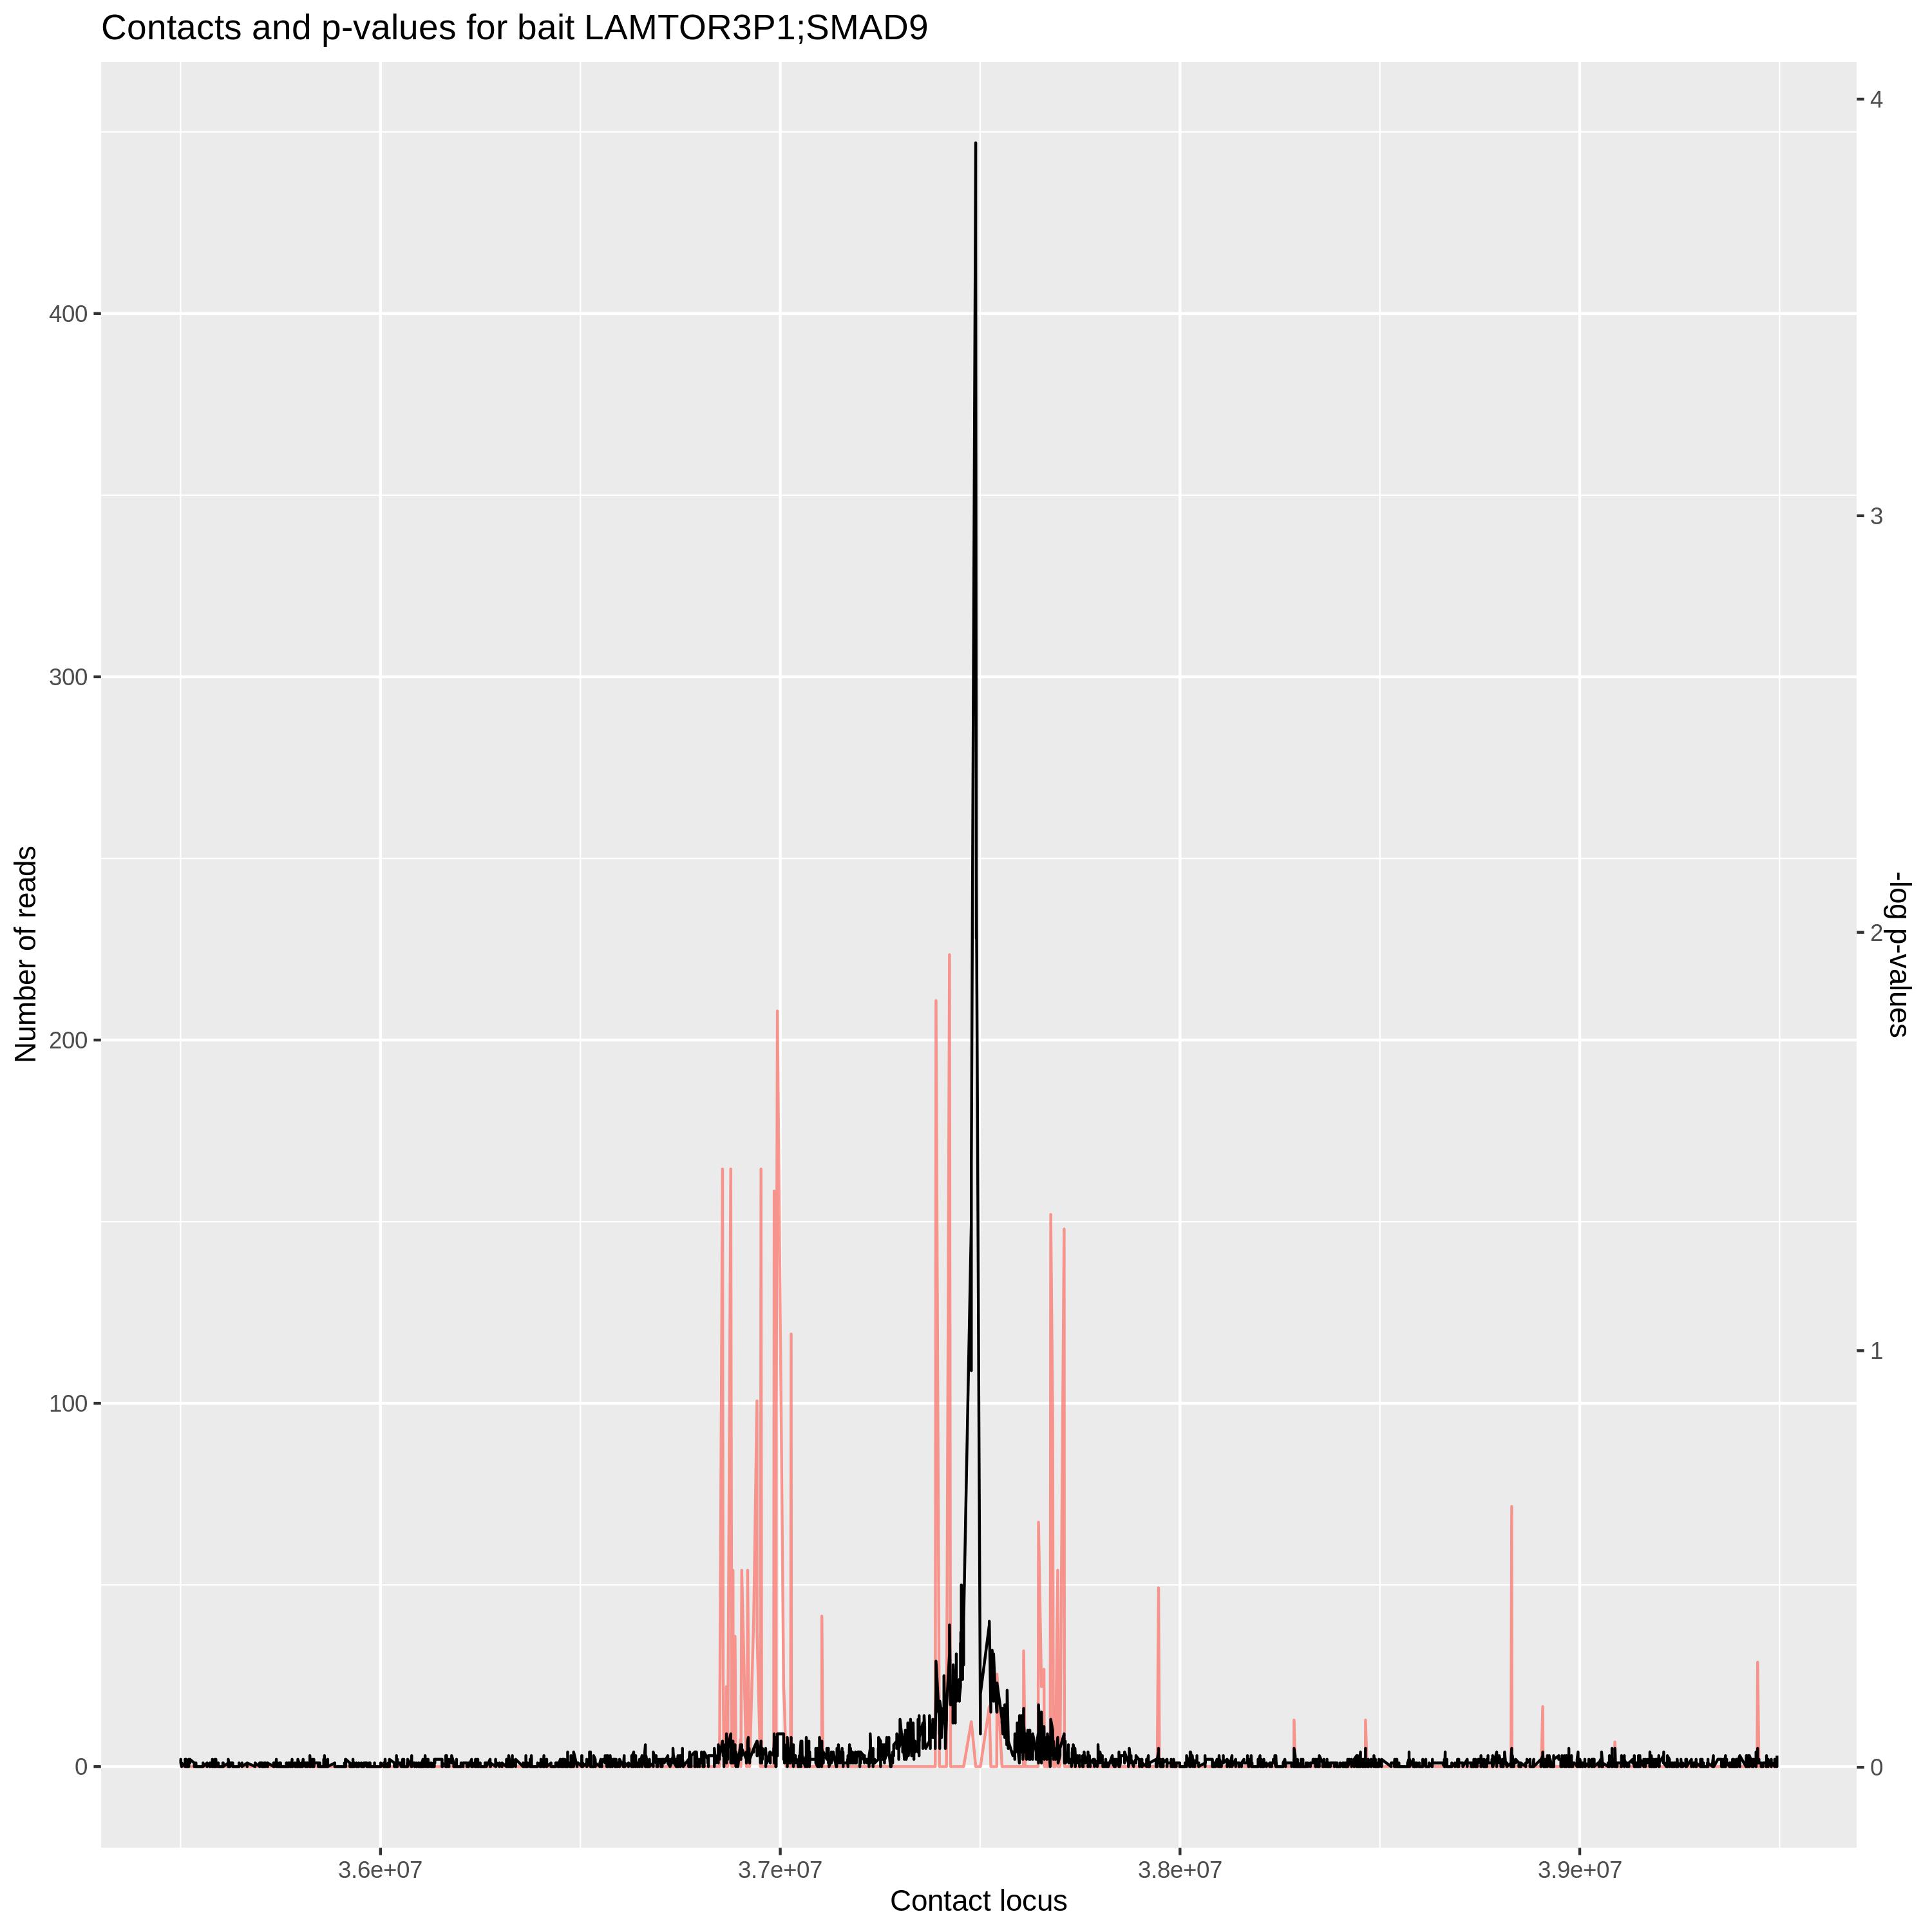 Contacts and p-values for bait LAMTOR3P1;SMAD9
Number of reads
400
300
200
100
0
4
3
2
1
0
-log p-values
3.6e+07
3.7e+07
3.8e+07
3.9e+07
Contact locus